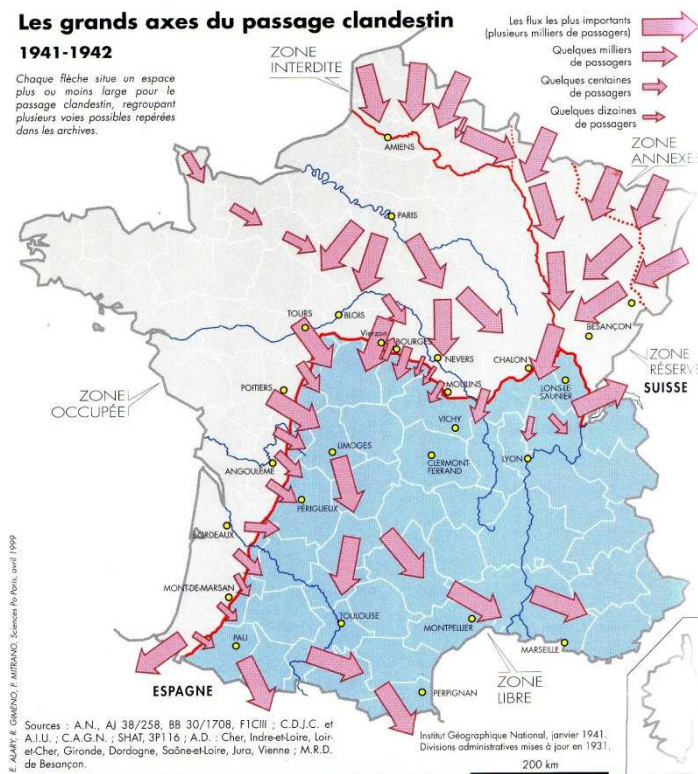 Les grands axes du passage clandestin
1941-1942
Chaque flèche situe un espace
plus ou moins large pour le
passage clandestin, regroupant
plusieurs voies possibles repérées
dans les archives.
Les flux les plus importants
(plusieurs milliers de passagers)
Quelques milliers
de passagers
Quelques centaines
de passagers
Quelques dizaines
de passagers
ZONE
INTERDITE
ZONE
ANNEXÉE
AMIENS
PARIS
TOURS
BLOIS
Vierzon
BOURGES
NEVERS
CHALON
BESANÇON
ZONE
RÉSERV
SUISSE
LONS-LE-
SAUNIER
MOULINS
POITIERS
ZONE
OCCUPÉE
VICHY
LIMOGES
CLERMONT-
FERRAND
LYON
ANGOULÊME
PÉRIGUEUX
BORDEAUX
MONT-DE-MARSAN
TOULOUSE
MONTPELLIER
MARSEILLE
PAU
ZONE
LIBRE
ESPAGNE
PERPIGNAN
E. ALARY, R. GIMENO, P. MITRANO, Sciences Po Paris, avril 1999
Sources : A.N., AJ 38/258, BB 30/1708, F1CIII ; C.D.J.C. et
A.I.U. ; C.A.G.N. ; SHAT, 3P116 ; A.D. : Cher, Indre-et-Loire, Loir-
et-Cher, Gironde, Dordogne, Saône-et-Loire, Jura, Vienne ; M.R.D.
de Besançon.
Institut Géographique National, janvier 1941.
Divisions administratives mises à jour en 1931.
200 km